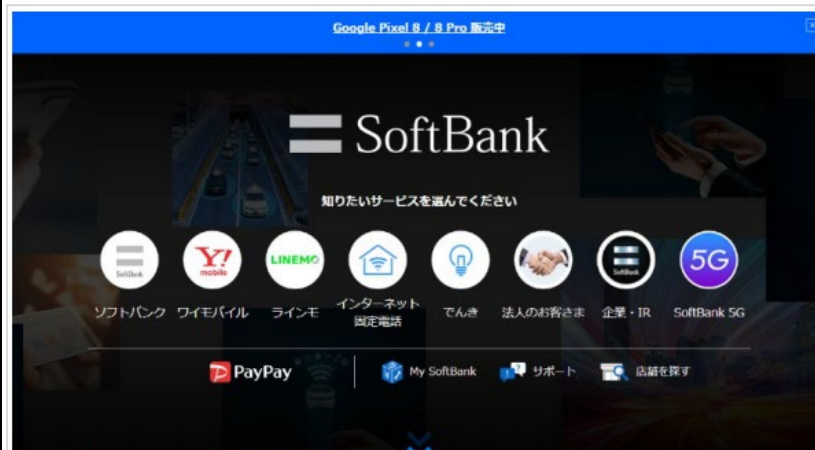 Google Pixel 8 / 8 Pro 販売中
SoftBank
知りたいサービスを選んでください
SoftBank
Y!
mobile
LINEMO
SoftBank
5G
ソフトバンク
ワイモバイル
ラインモ
インターネット
固定電話
でんき
法人のお客さま
企業・IR
SoftBank 5G
PayPay
My SoftBank
サポート
店舗を探す